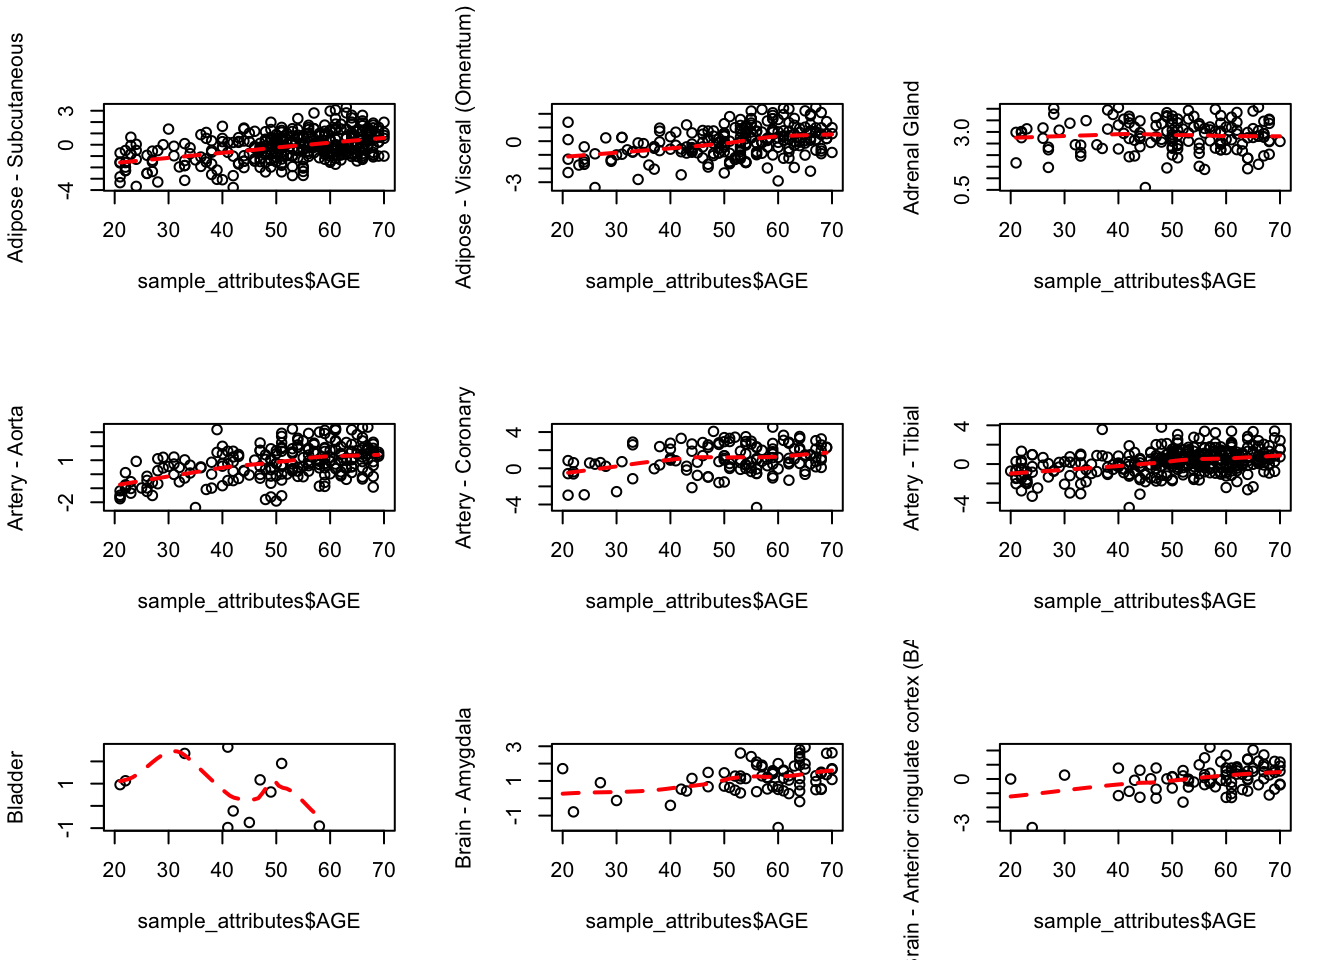 Adipose - Subcutaneous
3
0
-4
20 30 40 50 60 70
sample_attributes$AGE
Adipose - Visceral (Omentum)
0
-3
20 30 40 50 60 70
sample_attributes$AGE
Adrenal Gland
3.0
0.5
20 30 40 50 60 70
sample_attributes$AGE
Artery - Aorta
1
-2
20 30 40 50 60 70
sample_attributes$AGE
Artery - Coronary
4
0
-4
20 30 40 50 60 70
sample_attributes$AGE
Artery - Tibial
4
0
-4
20 30 40 50 60 70
sample_attributes$AGE
Bladder
1
-1
20 30 40 50 60 70
sample_attributes$AGE
Brain - Amygdala
3
1
-1
20 30 40 50 60 70
sample_attributes$AGE
rain - Anterior cingulate cortex (BA
0
-3
20 30 40 50 60 70
sample_attributes$AGE